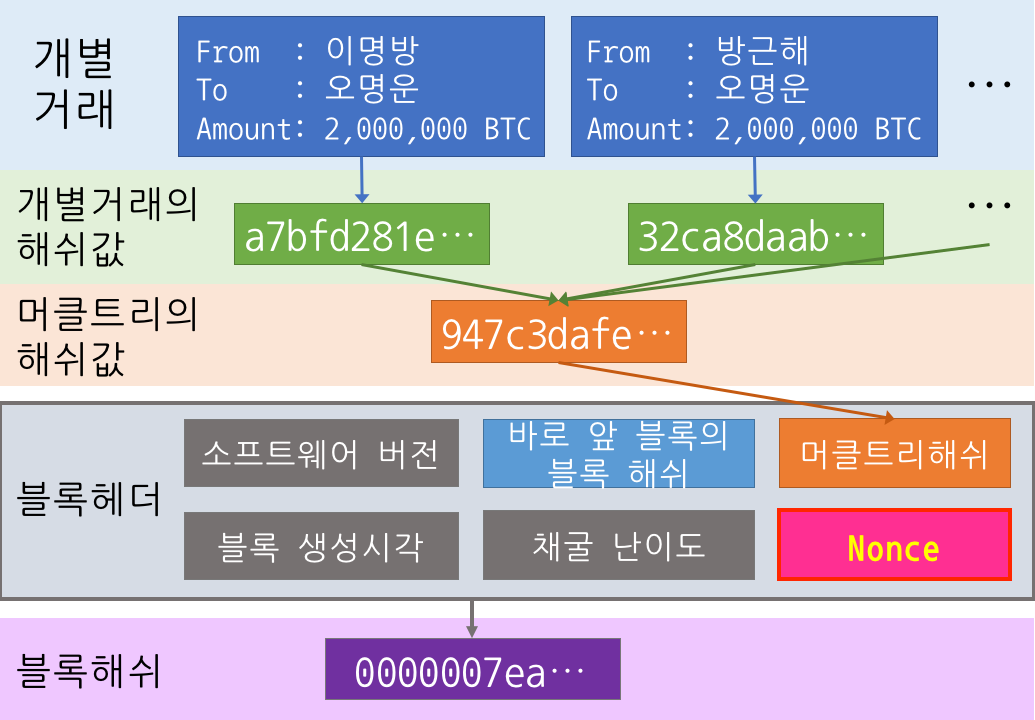 개별
거래
From : 이명방
To : 오명운
Amount: 2,000,000 BTC
From : 방근해
To : 오명운
Amount: 2,000,000 BTC
...
개별거래의
해쉬값
a7bfd281e...
32ca8daab...
...
머클트리의
해쉬값
947c3dafe...
블록헤더
소프트웨어 버전
바로 앞 블록의
블록 해쉬
머클트리해쉬
블록 생성시각
채굴 난이도
Nonce
블록해쉬
0000007ea...